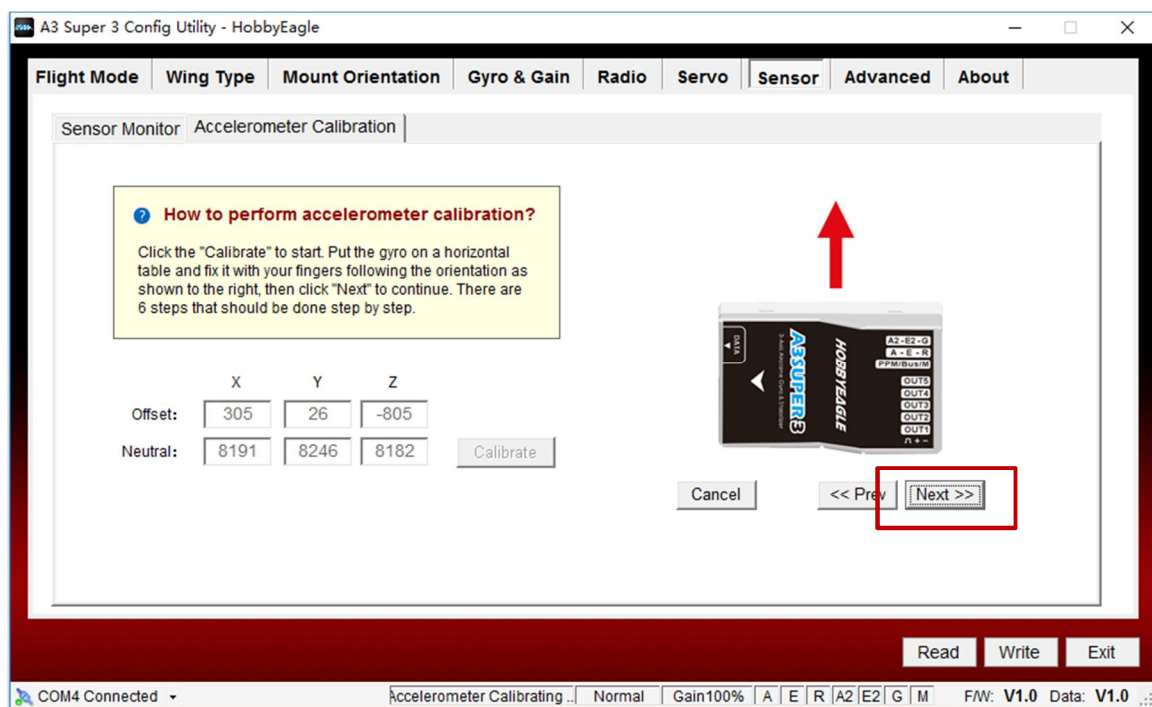 A3 Super 3 Config Utility - HobbyEagle
Flight Mode Wing Type Mount Orientation Gyro & Gain Radio Servo Sensor Advanced About
Sensor Monitor Accelerometer Calibration
How to perform accelerometer calibration?
Click the "Calibrate" to start. Put the gyro on a horizontal
table and fix it with your fingers following the orientation as
shown to the right, then click "Next" to continue. There are
6 steps that should be done step by step.
X Y Z
Offset: 305 26 -805
Neutral: 8191 8246 8182 Calibrate
DATA
A3SUPER3
3-Axis Airplane Gyro & Stabilizer
HOBBYEAGLE
A2-E2-G
A - E - R
PPM/Bus/M
OUT5
OUT4
OUT3
OUT2
OUT1
Cancel << Prev Next >>
Read Write Exit
COM4 Connected Accelerometer Calibrating .. Normal Gain100% A E R A2 E2 G M F/W: V1.0 Data: V1.0